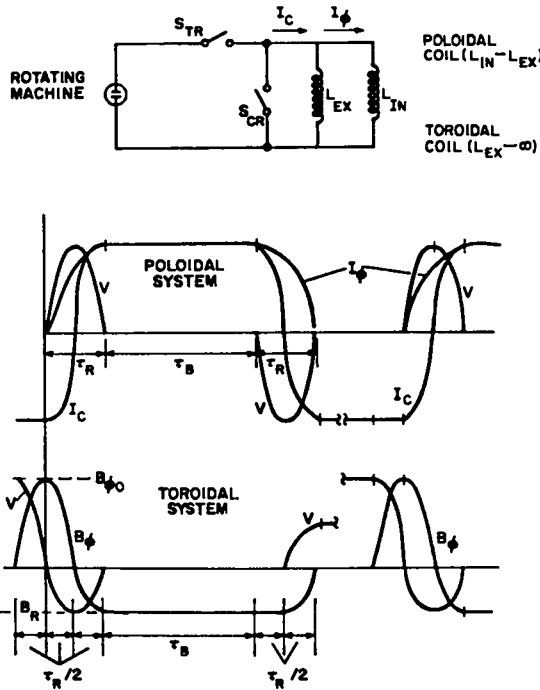 S_TR
I_C
I_ϕ
ROTATING
MACHINE
S_CR
L_EX
L_IN
POLOIDAL
COIL (L_IN – L_EX)
TOROIDAL
COIL (L_EX – ∞)
V
POLOIDAL
SYSTEM
I_ϕ
V
τ_R
τ_B
τ_R
I_C
V
I_C
V
B_ϕ0
TOROIDAL
SYSTEM
V
B_ϕ
B_ϕ
B_R
τ_B
τ_R/2
τ_R/2